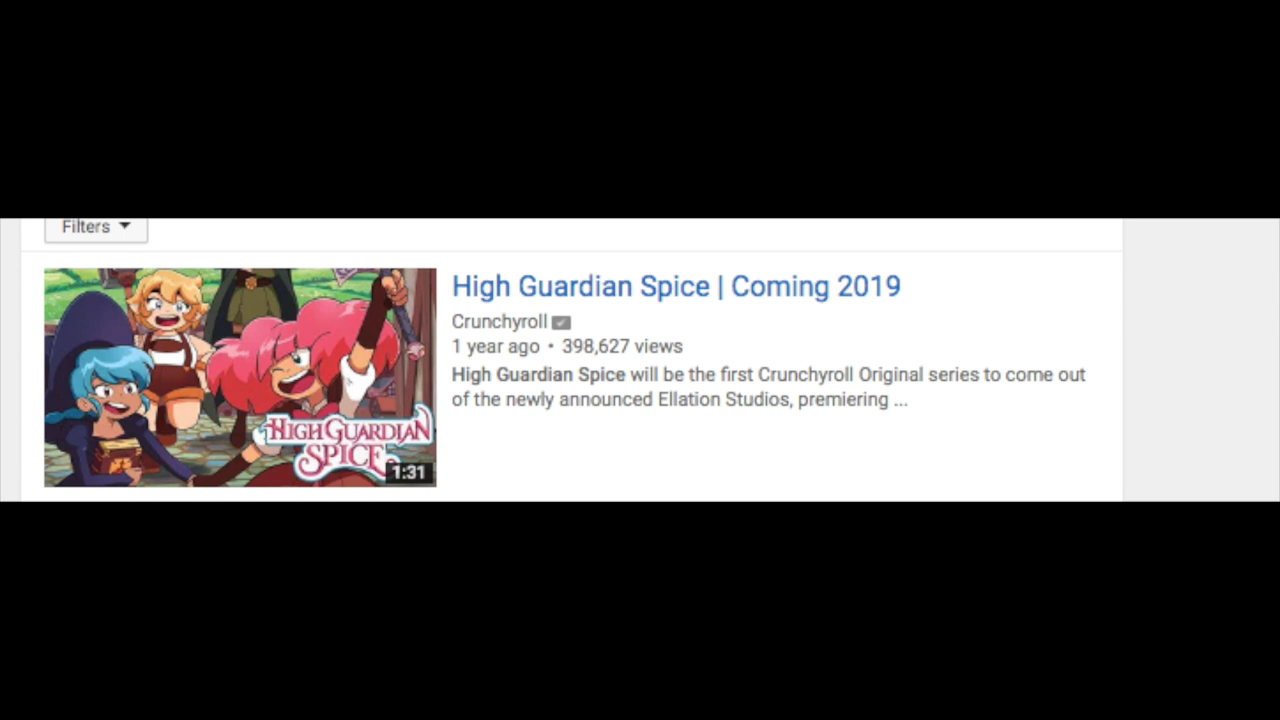 Filters
High Guardian Spice | Coming 2019
Crunchyroll
1 year ago • 398,627 views
High Guardian Spice will be the first Crunchyroll Original series to come out
of the newly announced Ellation Studios, premiering ...
HIGH GUARDIAN
SPICE
1:31